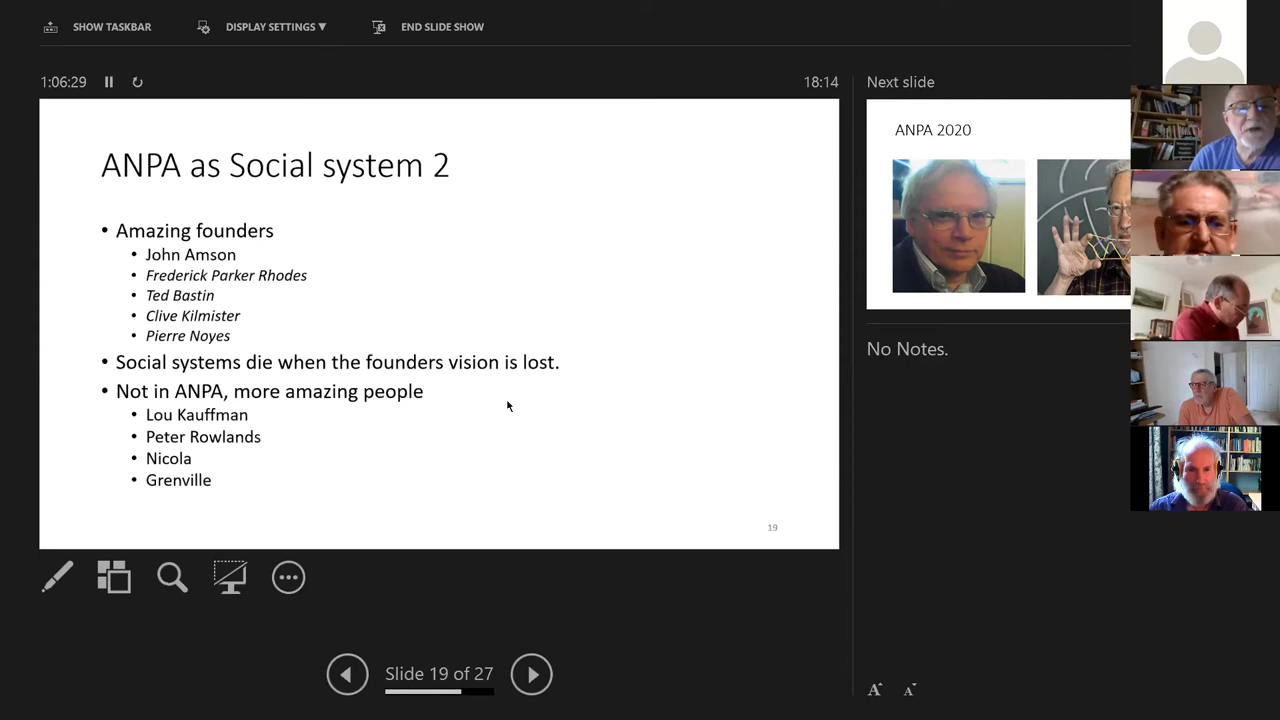 SHOW TASKBAR
DISPLAY SETTINGS ▼
END SLIDE SHOW
1:06:29
18:14
Next slide
ANPA as Social system 2
• Amazing founders
• John Amson
• Frederick Parker Rhodes
• Ted Bastin
• Clive Kilmister
• Pierre Noyes
• Social systems die when the founders vision is lost.
• Not in ANPA, more amazing people
• Lou Kauffman
• Peter Rowlands
• Nicola
• Grenville
19
ANPA 2020
No Notes.
Slide 19 of 27
A A